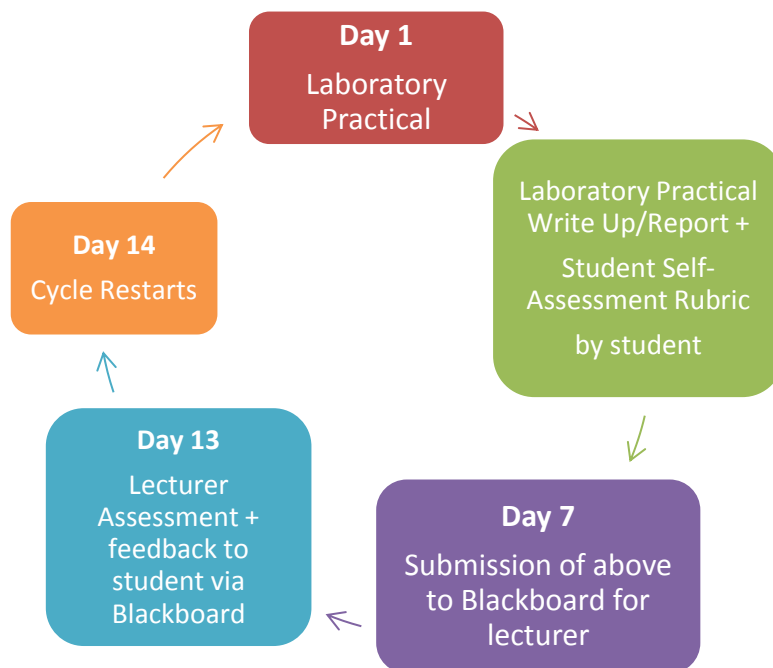 Day 1
Laboratory
Practical
Laboratory Practical
Write Up/Report +
Student Self-
Assessment Rubric
by student
Day 7
Submission of above
to Blackboard for
lecturer
Day 13
Lecturer
Assessment +
feedback to
student via
Blackboard
Day 14
Cycle Restarts